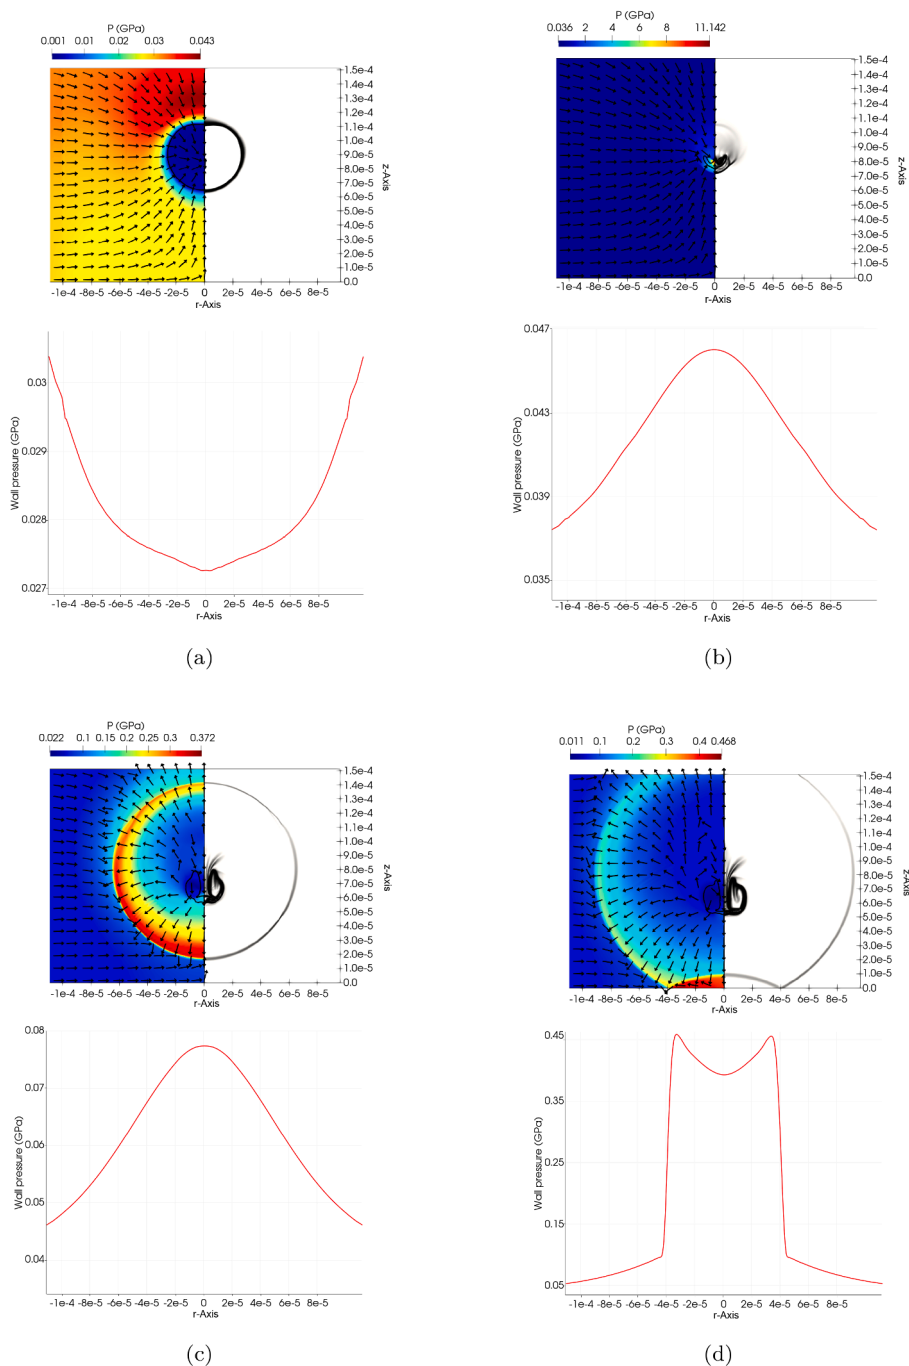 P (GPa)
0.001 0.01 0.02 0.03 0.043
1.5e-4
1.4e-4
1.3e-4
1.2e-4
1.1e-4
1.0e-4
9.0e-5
8.0e-5
7.0e-5
6.0e-5
5.0e-5
4.0e-5
3.0e-5
2.0e-5
1.0e-5
0.0
z-Axis
-1e-4 -8e-5 -6e-5 -4e-5 -2e-5 0 2e-5 4e-5 6e-5 8e-5
r-Axis
0.03
0.029
0.028
0.027
Wall pressure (GPa)
-1e-4 -8e-5 -6e-5 -4e-5 -2e-5 0 2e-5 4e-5 6e-5 8e-5
r-Axis
(a)
P (GPa)
0.036 2 4 6 8 11.142
1.5e-4
1.4e-4
1.3e-4
1.2e-4
1.1e-4
1.0e-4
9.0e-5
8.0e-5
7.0e-5
6.0e-5
5.0e-5
4.0e-5
3.0e-5
2.0e-5
1.0e-5
0.0
z-Axis
-1e-4 -8e-5 -6e-5 -4e-5 -2e-5 0 2e-5 4e-5 6e-5 8e-5
r-Axis
0.047
0.043
0.039
0.035
Wall pressure (GPa)
-1e-4 -8e-5 -6e-5 -4e-5 -2e-5 0 2e-5 4e-5 6e-5 8e-5
r-Axis
(b)
P (GPa)
0.022 0.1 0.15 0.2 0.25 0.3 0.372
1.5e-4
1.4e-4
1.3e-4
1.2e-4
1.1e-4
1.0e-4
9.0e-5
8.0e-5
7.0e-5
6.0e-5
5.0e-5
4.0e-5
3.0e-5
2.0e-5
1.0e-5
0.0
z-Axis
-1e-4 -8e-5 -6e-5 -4e-5 -2e-5 0 2e-5 4e-5 6e-5 8e-5
r-Axis
0.08
0.07
0.06
0.05
0.04
Wall pressure (GPa)
-1e-4 -8e-5 -6e-5 -4e-5 -2e-5 0 2e-5 4e-5 6e-5 8e-5
r-Axis
(c)
P (GPa)
0.011 0.1 0.2 0.3 0.4 0.468
1.5e-4
1.4e-4
1.3e-4
1.2e-4
1.1e-4
1.0e-4
9.0e-5
8.0e-5
7.0e-5
6.0e-5
5.0e-5
4.0e-5
3.0e-5
2.0e-5
1.0e-5
0.0
z-Axis
-1e-4 -8e-5 -6e-5 -4e-5 -2e-5 0 2e-5 4e-5 6e-5 8e-5
r-Axis
0.45
0.35
0.25
0.15
0.05
Wall pressure (GPa)
-1e-4 -8e-5 -6e-5 -4e-5 -2e-5 0 2e-5 4e-5 6e-5 8e-5
r-Axis
(d)